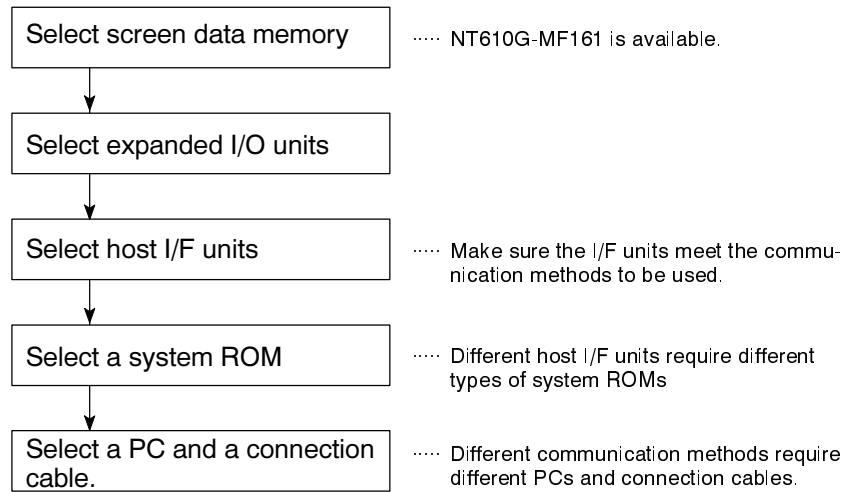 Select screen data memory
····· NT610G-MF161 is available.
Select expanded I/O units
Select host I/F units
····· Make sure the I/F units meet the commu-
nication methods to be used.
Select a system ROM
····· Different host I/F units require different
types of system ROMs
Select a PC and a connection
cable.
····· Different communication methods require
different PCs and connection cables.